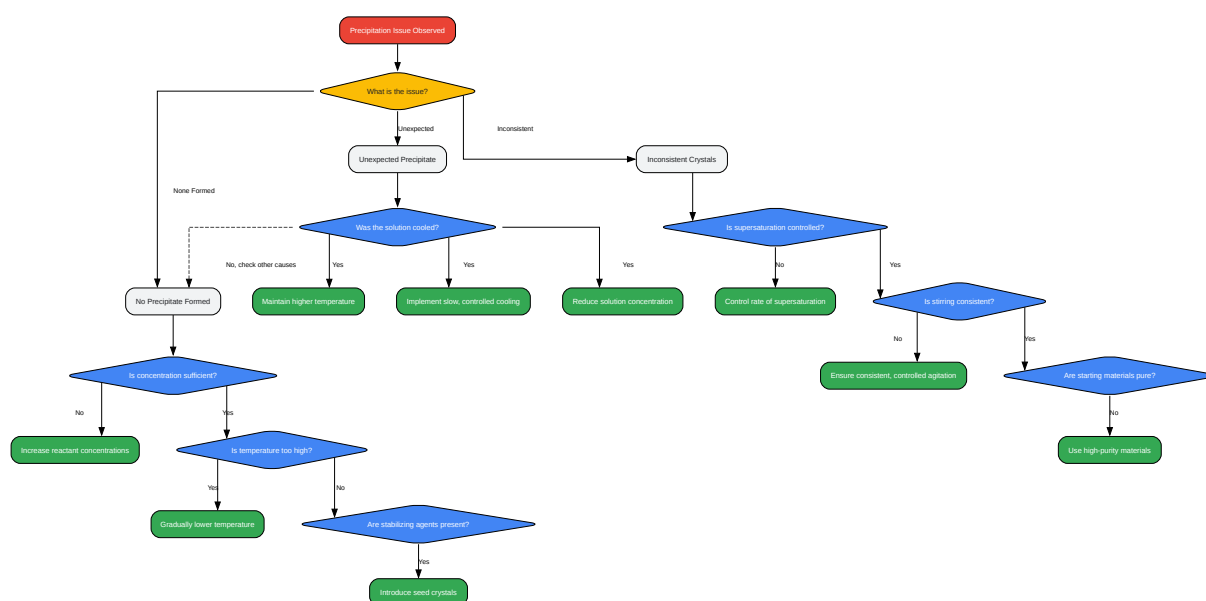 Precipitation Issue Observed
What is the issue?
Unexpected
Inconsistent
Unexpected Precipitate
Inconsistent Crystals
None Formed
Was the solution cooled?
Is supersaturation controlled?
No, check other causes
Yes
Yes
Yes
No
Yes
No Precipitate Formed
Maintain higher temperature
Implement slow, controlled cooling
Reduce solution concentration
Control rate of supersaturation
Is stirring consistent?
No
Yes
Is concentration sufficient?
Ensure consistent, controlled agitation
Are starting materials pure?
No
Yes
No
Increase reactant concentrations
Is temperature too high?
Use high-purity materials
Yes
No
Gradually lower temperature
Are stabilizing agents present?
Yes
Introduce seed crystals